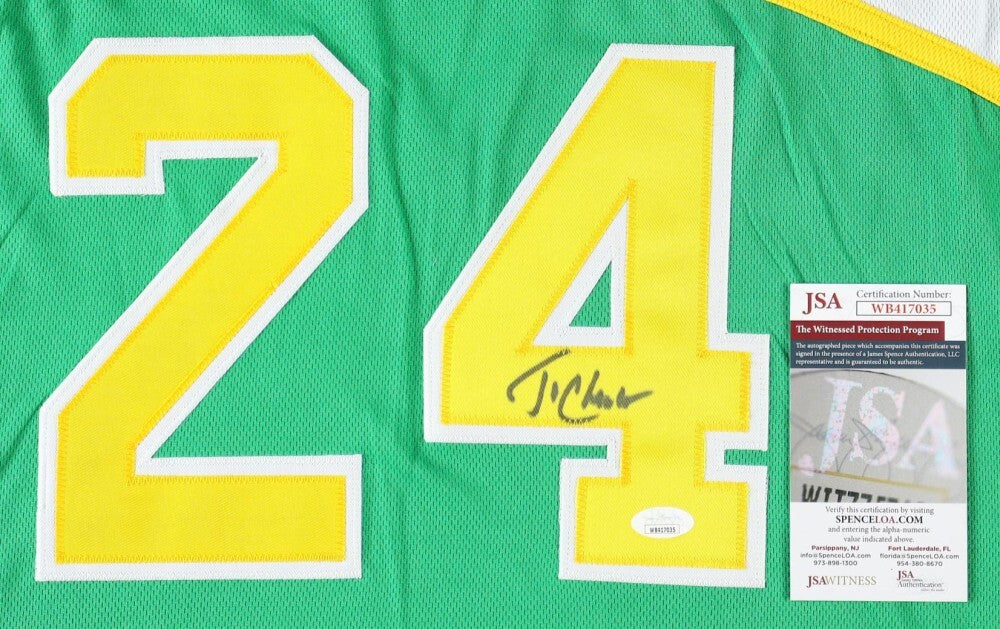 24
JSA
Certification Number:
WB417035
The Witnessed Protection Program
The autographed piece which accompanies this certificate was
signed in the presence of a James Spence Authentication, LLC
representative and is guaranteed to be authentic.
JSA
Verify this certification by visiting
SPENCELOA.COM
and entering the alpha-numeric
value indicated above.
Parsippany, NJ Fort Lauderdale, FL
info@SpenceLOA.com florida@SpenceLOA.com
973-898-1300 954-380-8670
JSAWITNESS JSA
Authentication
WB417035